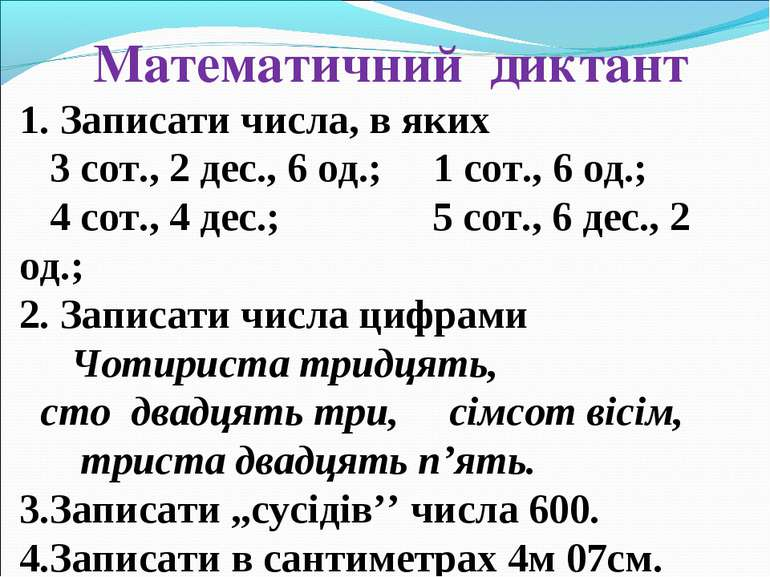 Математичний диктант
1. Записати числа, в яких
3 сот., 2 дес., 6 од.; 1 сот., 6 од.;
4 сот., 4 дес.; 5 сот., 6 дес., 2
од.;
2. Записати числа цифрами
Чотириста тридцять,
сто двадцять три, сімсот вісім,
триста двадцять п’ять.
3.Записати „сусідів’’ числа 600.
4.Записати в сантиметрах 4м 07см.